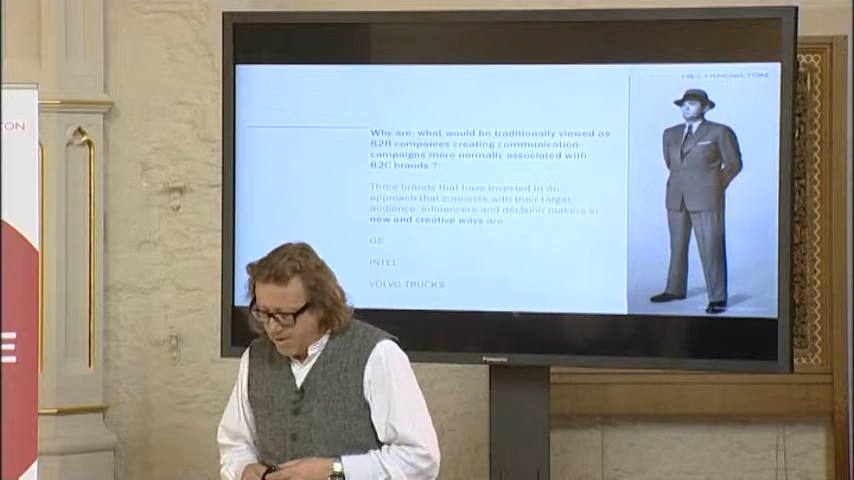 HILL+KNOWLTON
Why are, what would be traditionally viewed as
B2B companies creating communication
campaigns more normally associated with
B2C brands ?
Three brands that have invested in an
approach that connects with their target
audience, influencers and decision makers in
new and creative ways are
GE
INTEL
VOLVO TRUCKS
TON
E
Panasonic